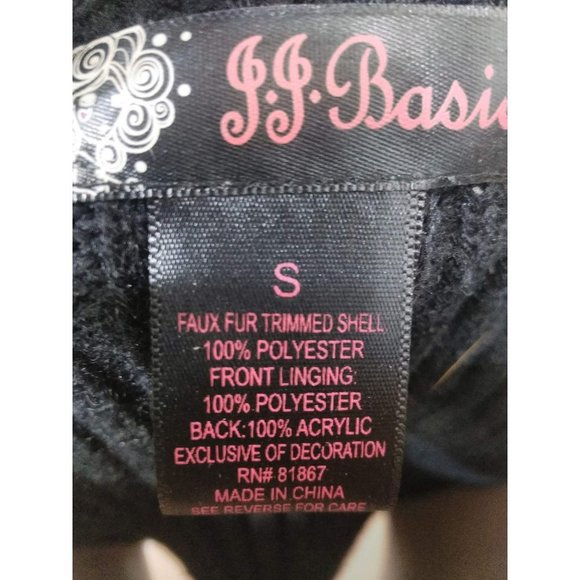 J.J.Basic
S
FAUX FUR TRIMMED SHELL
100% POLYESTER
FRONT LINGING:
100% POLYESTER
BACK:100% ACRYLIC
EXCLUSIVE OF DECORATION
RN# 81867
MADE IN CHINA
SEE REVERSE FOR CARE